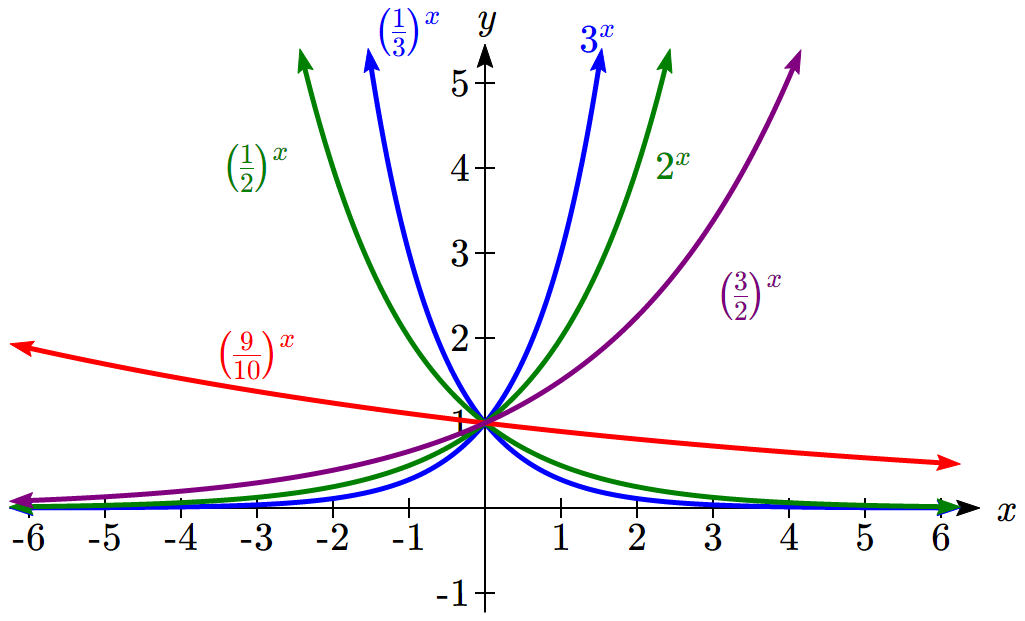 (1/3)^x
y
3^x
5
(1/2)^x
4
2^x
3
(3/2)^x
(9/10)^x
2
1
x
-6 -5 -4 -3 -2 -1 1 2 3 4 5 6
-1